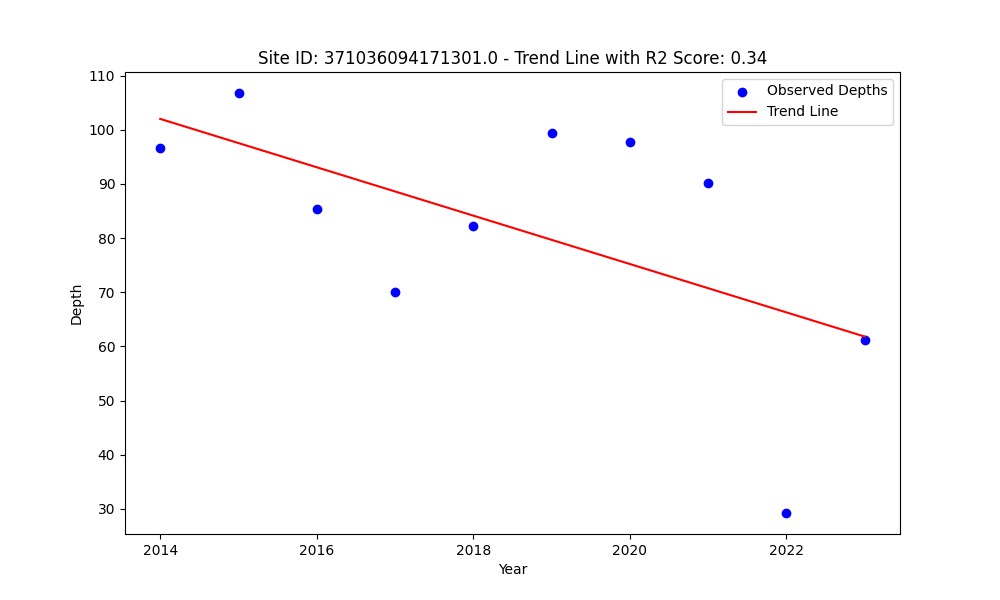 Site ID: 371036094171301.0 - Trend Line with R2 Score: 0.34
Observed Depths
Trend Line
110
100
90
80
70
60
50
40
30
Depth
2014
2016
2018
2020
2022
Year